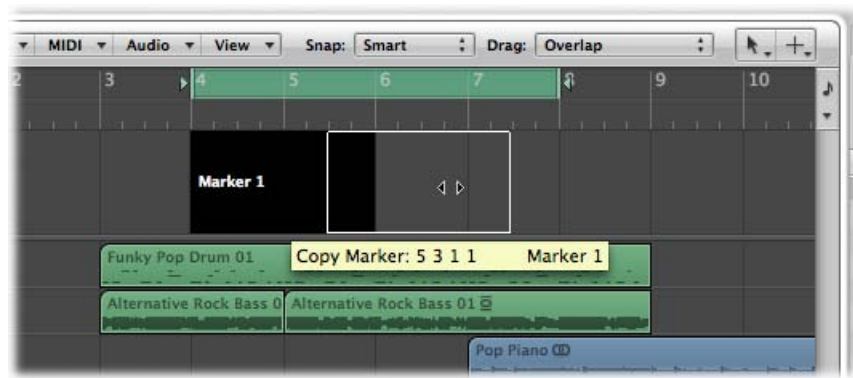 MIDI Audio View Snap: Smart Drag: Overlap
2 3 4 5 6 7 8 9 10
Marker 1
Copy Marker: 5 3 1 1 Marker 1
Funky Pop Drum 01
Alternative Rock Bass 0 Alternative Rock Bass 01
Pop Piano